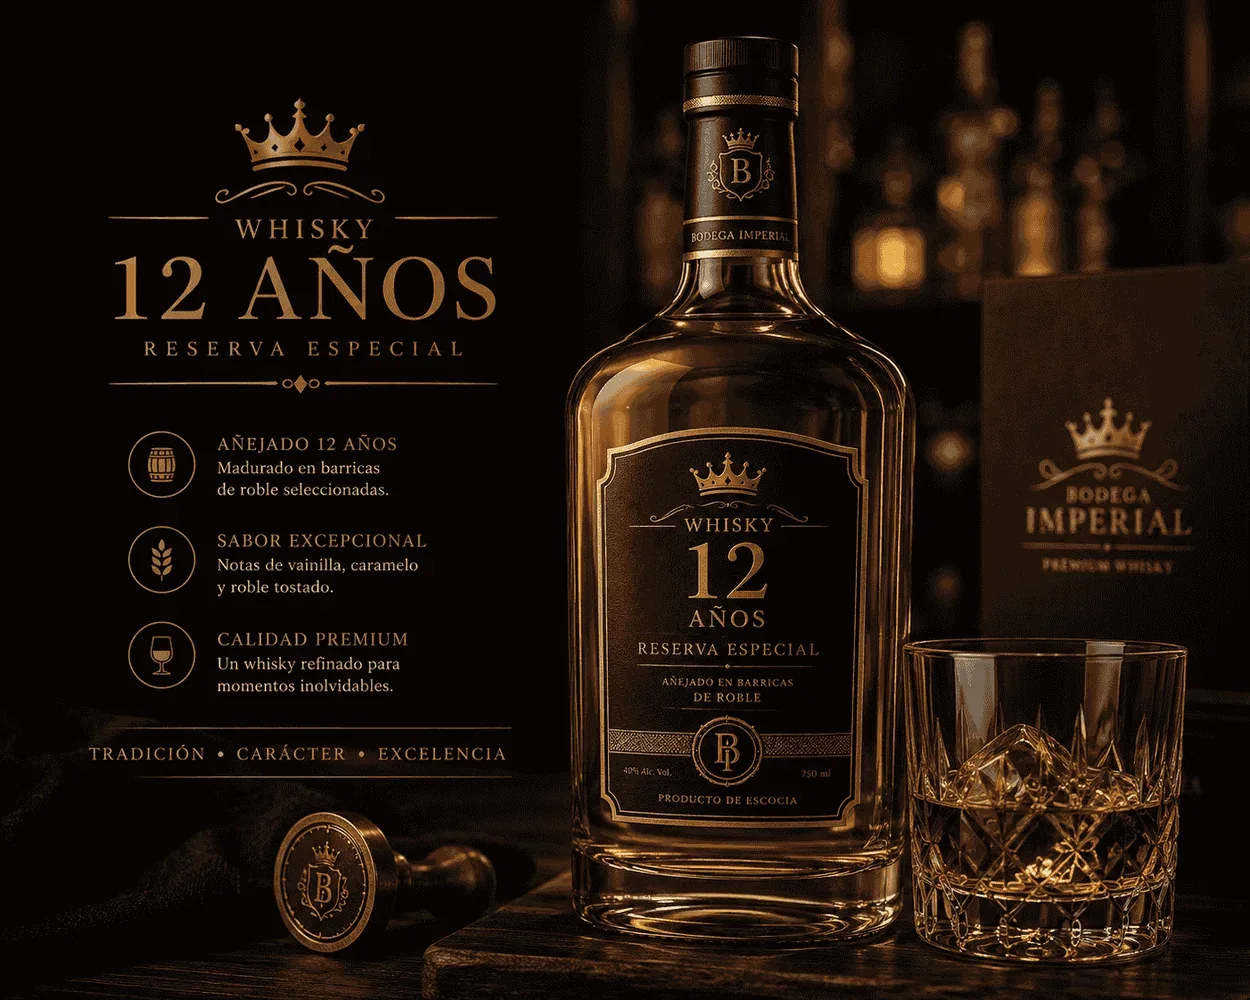 WHISKY
12 AÑOS
RESERVA ESPECIAL
AÑEJADO 12 AÑOS
Madurado en barricas
de roble seleccionadas.
SABOR EXCEPCIONAL
Notas de vainilla, caramelo
y roble tostado.
CALIDAD PREMIUM
Un whisky refinado para
momentos inolvidables.
TRADICIÓN • CARÁCTER • EXCELENCIA
B
B
BODEGA IMPERIAL
WHISKY
12
AÑOS
RESERVA ESPECIAL
AÑEJADO EN BARRICAS
DE ROBLE
B
40% Alc. Vol.
750 ml
PRODUCTO DE ESCOCIA
BODEGA
IMPERIAL
PREMIUM WHISKY